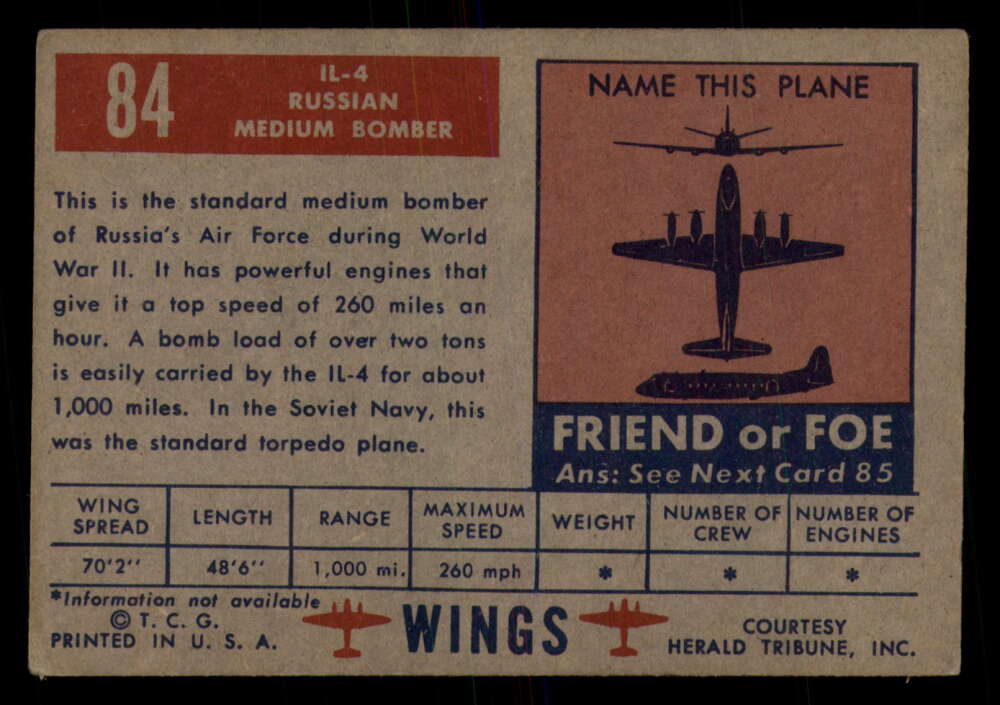 84
IL-4
RUSSIAN
MEDIUM BOMBER
This is the standard medium bomber
of Russia's Air Force during World
War II. It has powerful engines that
give it a top speed of 260 miles an
hour. A bomb load of over two tons
is easily carried by the IL-4 for about
1,000 miles. In the Soviet Navy, this
was the standard torpedo plane.
NAME THIS PLANE
FRIEND or FOE
Ans: See Next Card 85
WING SPREAD LENGTH RANGE MAXIMUM SPEED WEIGHT NUMBER OF CREW NUMBER OF ENGINES
70'2'' 48'6'' 1,000 mi. 260 mph * * *
*Information not available
© T. C. G.
PRINTED IN U. S. A.
WINGS
COURTESY
HERALD TRIBUNE, INC.